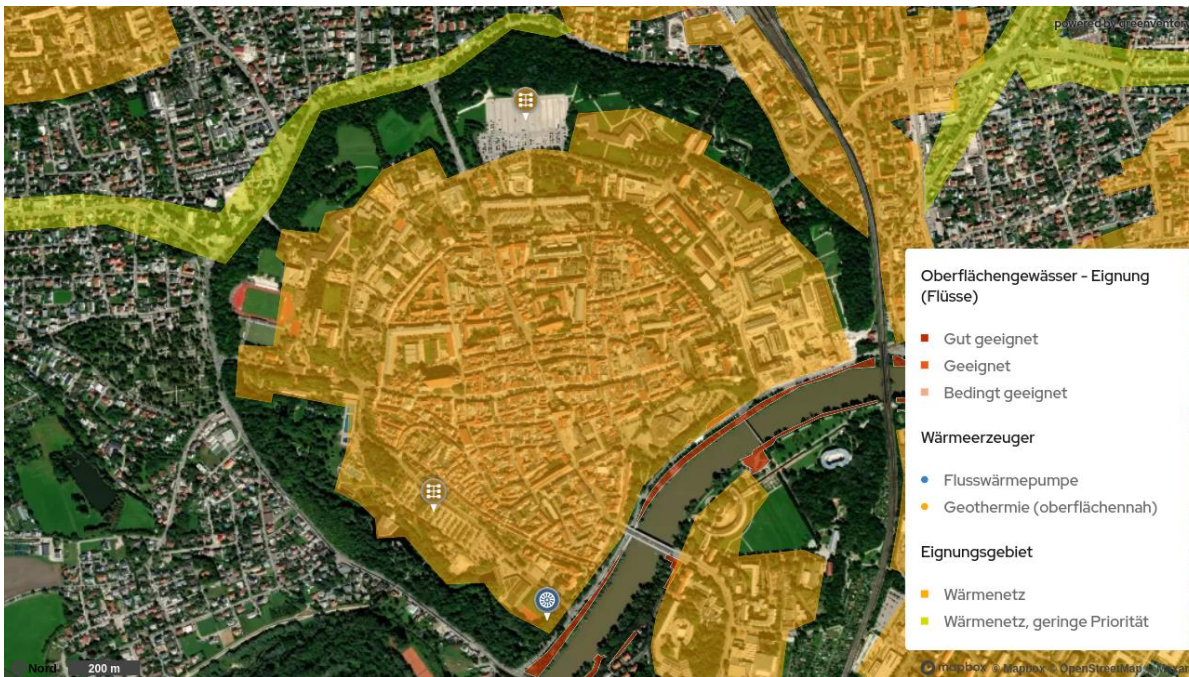 powered by greenventory
Oberflächengewässer - Eignung
(Flüsse)
Gut geeignet
Geeignet
Bedingt geeignet
Wärmeerzeuger
Flusswärmepumpe
Geothermie (oberflächennah)
Eignungsgebiet
Wärmenetz
Wärmenetz, geringe Priorität
Nord 200 m
mapbox © Mapbox © OpenStreetMap